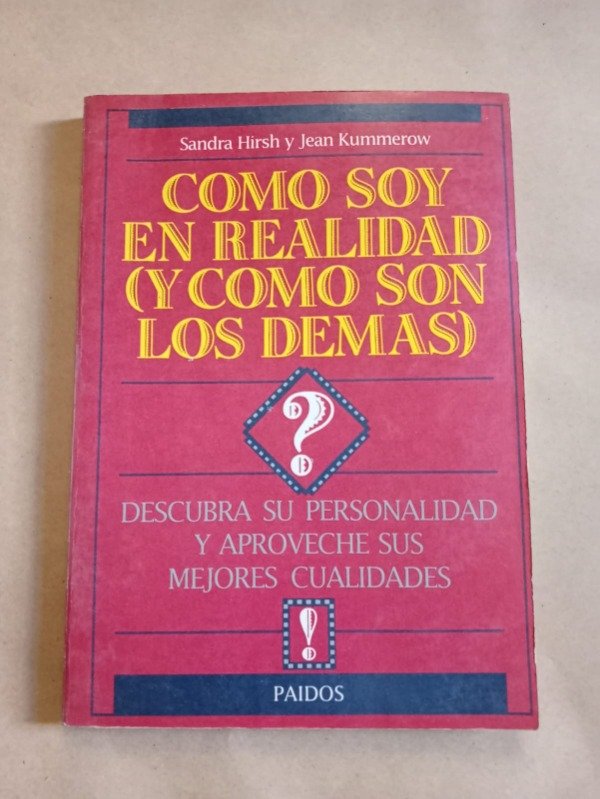 Sandra Hirsh y Jean Kummerow
COMO SOY
EN REALIDAD
(Y COMO SON
LOS DEMAS)
?
DESCUBRA SU PERSONALIDAD
Y APROVECHE SUS
MEJORES CUALIDADES
!
PAIDOS